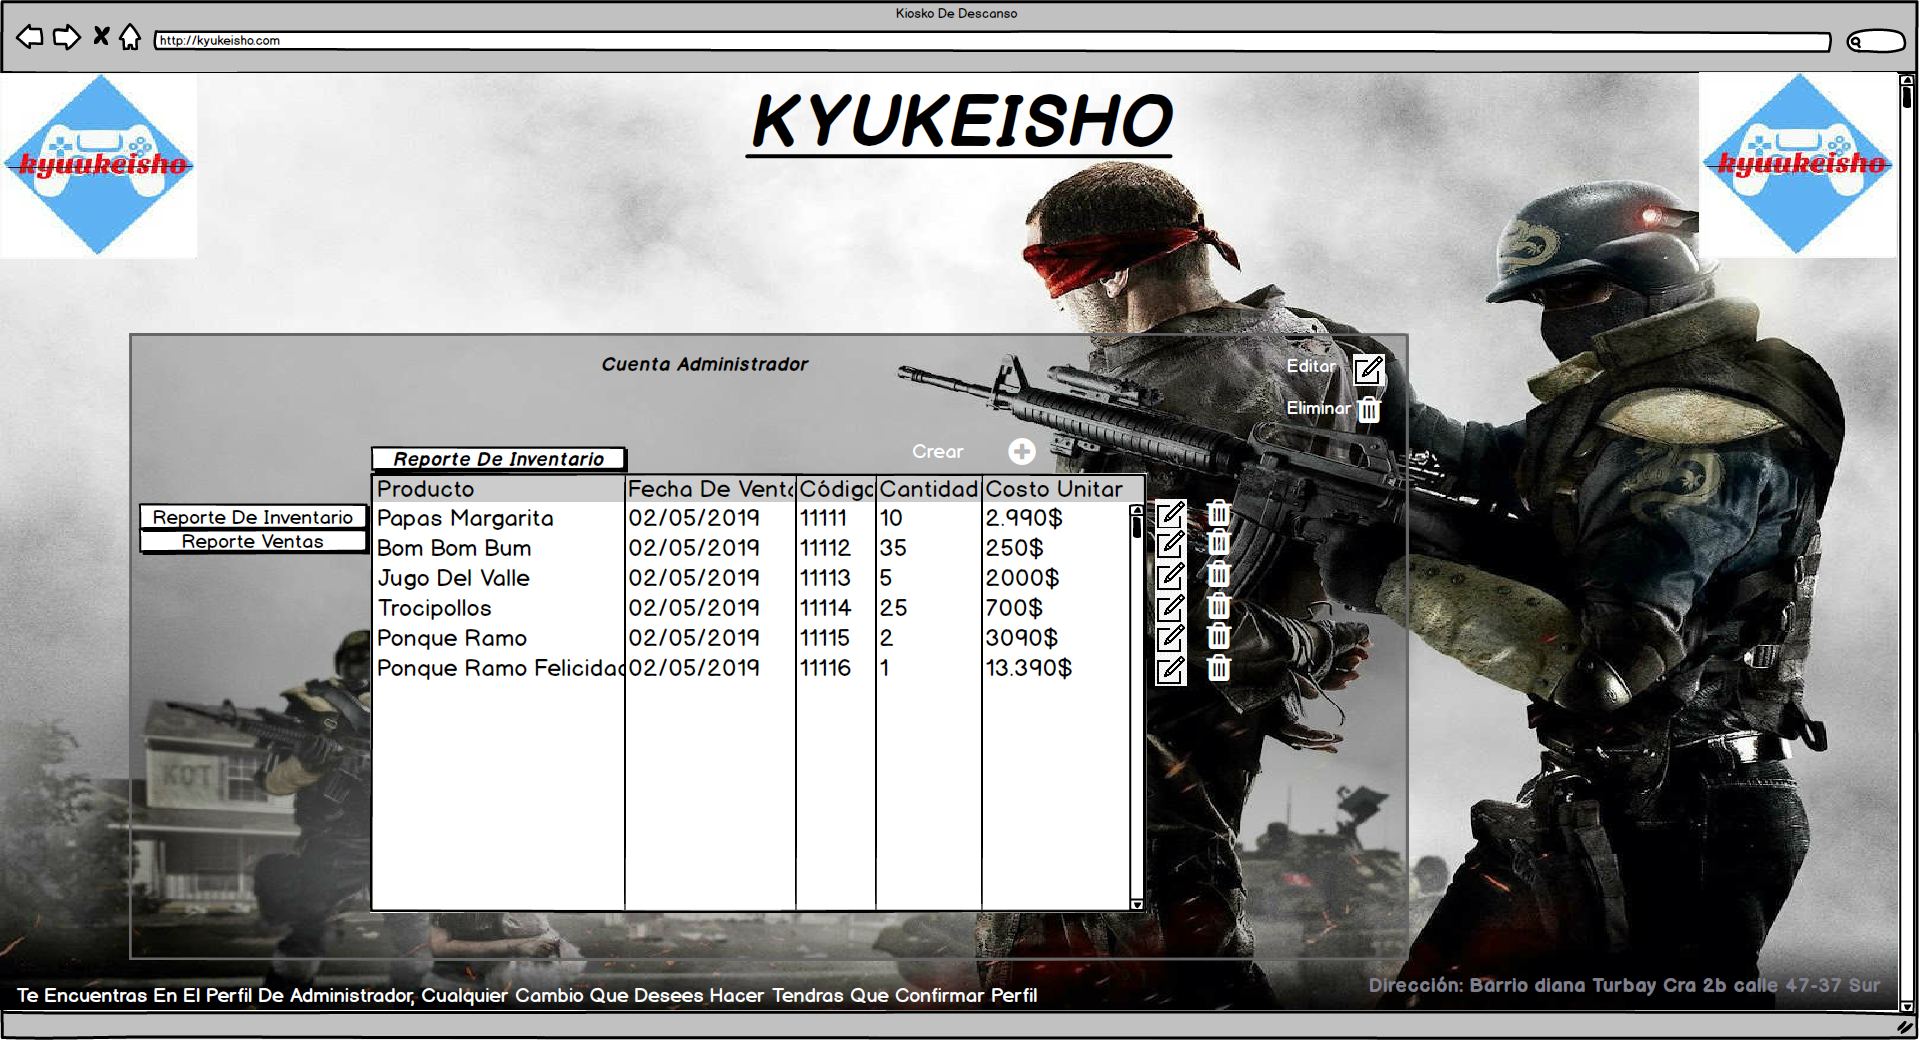 Kiosko De Descanso
http://kyukeisho.com
KYUKEISHO
kyuukeisho
kyuukeisho
Cuenta Administrador
Editar
Eliminar
Crear
Reporte De Inventario
Reporte De Inventario
Reporte Ventas
Producto Fecha De Venta Código Cantidad Costo Unitar
Papas Margarita 02/05/2019 11111 10 2.990$
Bom Bom Bum 02/05/2019 11112 35 250$
Jugo Del Valle 02/05/2019 11113 5 2000$
Trocipollos 02/05/2019 11114 25 700$
Ponque Ramo 02/05/2019 11115 2 3090$
Ponque Ramo Felicidad 02/05/2019 11116 1 13.390$
KOT
Te Encuentras En El Perfil De Administrador, Cualquier Cambio Que Desees Hacer Tendras Que Confirmar Perfil
Dirección: Barrio diana Turbay Cra 2b calle 47-37 Sur